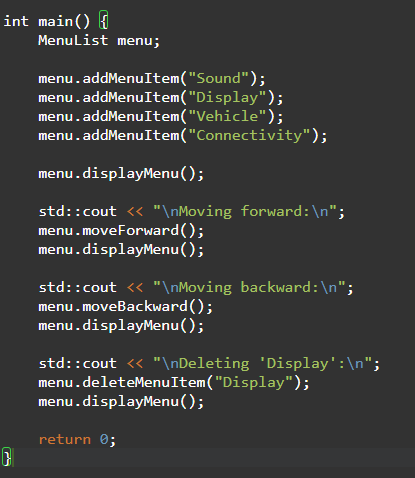 int main() {
    MenuList menu;

    menu.addMenuItem("Sound");
    menu.addMenuItem("Display");
    menu.addMenuItem("Vehicle");
    menu.addMenuItem("Connectivity");

    menu.displayMenu();

    std::cout << "\nMoving forward:\n";
    menu.moveForward();
    menu.displayMenu();

    std::cout << "\nMoving backward:\n";
    menu.moveBackward();
    menu.displayMenu();

    std::cout << "\nDeleting 'Display':\n";
    menu.deleteMenuItem("Display");
    menu.displayMenu();

    return 0;
}